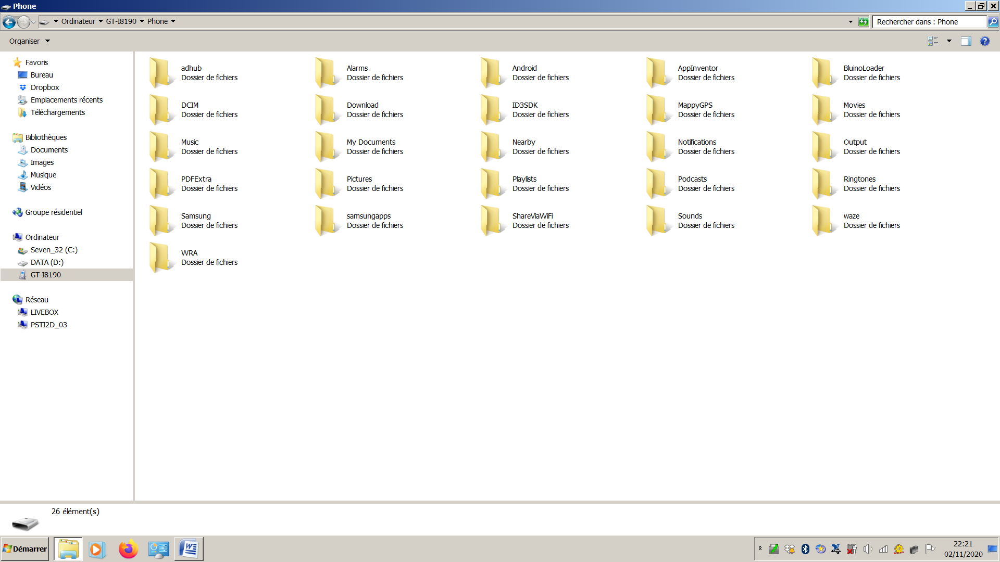 Phone
Ordinateur GT-I8190 Phone
Rechercher dans : Phone
Organiser
Favoris
Bureau
Dropbox
Emplacements récents
Téléchargements
Bibliothèques
Documents
Images
Musique
Vidéos
Groupe résidentiel
Ordinateur
Seven_32 (C:)
DATA (D:)
GT-I8190
Réseau
LIVEBOX
PSTI2D_03
adhub
Dossier de fichiers
Alarms
Dossier de fichiers
Android
Dossier de fichiers
AppInventor
Dossier de fichiers
BluinoLoader
Dossier de fichiers
DCIM
Dossier de fichiers
Download
Dossier de fichiers
ID3SDK
Dossier de fichiers
MappyGPS
Dossier de fichiers
Movies
Dossier de fichiers
Music
Dossier de fichiers
My Documents
Dossier de fichiers
Nearby
Dossier de fichiers
Notifications
Dossier de fichiers
Output
Dossier de fichiers
PDFExtra
Dossier de fichiers
Pictures
Dossier de fichiers
Playlists
Dossier de fichiers
Podcasts
Dossier de fichiers
Ringtones
Dossier de fichiers
Samsung
Dossier de fichiers
samsungapps
Dossier de fichiers
ShareViaWiFi
Dossier de fichiers
Sounds
Dossier de fichiers
waze
Dossier de fichiers
WRA
Dossier de fichiers
26 élément(s)
Démarrer
22:21
02/11/2020